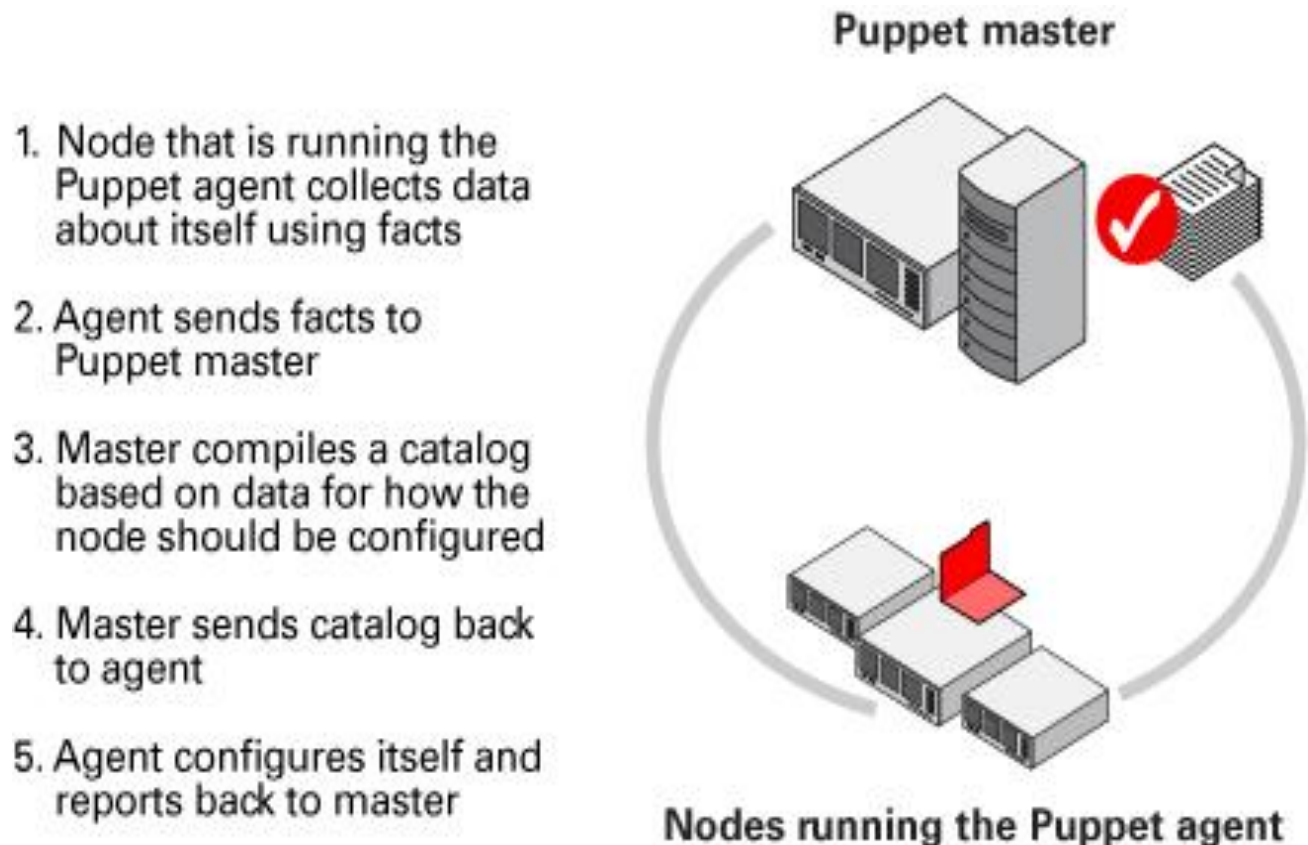 Puppet master
1. Node that is running the
Puppet agent collects data
about itself using facts
2. Agent sends facts to
Puppet master
3. Master compiles a catalog
based on data for how the
node should be configured
4. Master sends catalog back
to agent
5. Agent configures itself and
reports back to master
Nodes running the Puppet agent